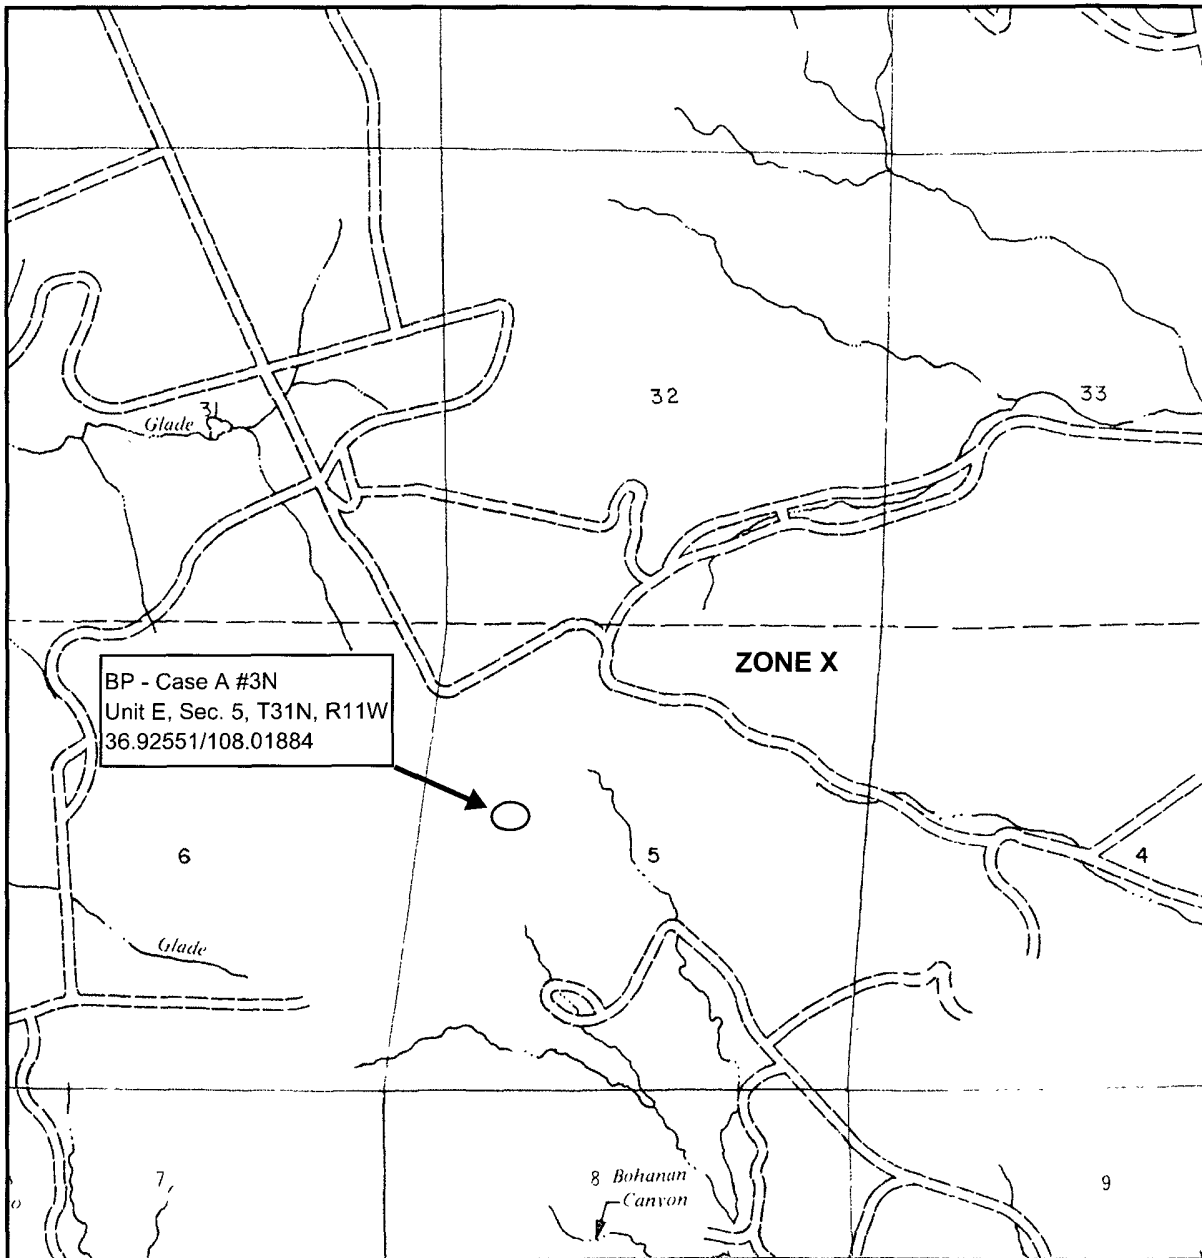 32
33
31
Glade
ZONE X
BP - Case A #3N
Unit E, Sec. 5, T31N, R11W
36.92551/108.01884
6
5
4
Glade
7
8 Bohanan
Canyon
9